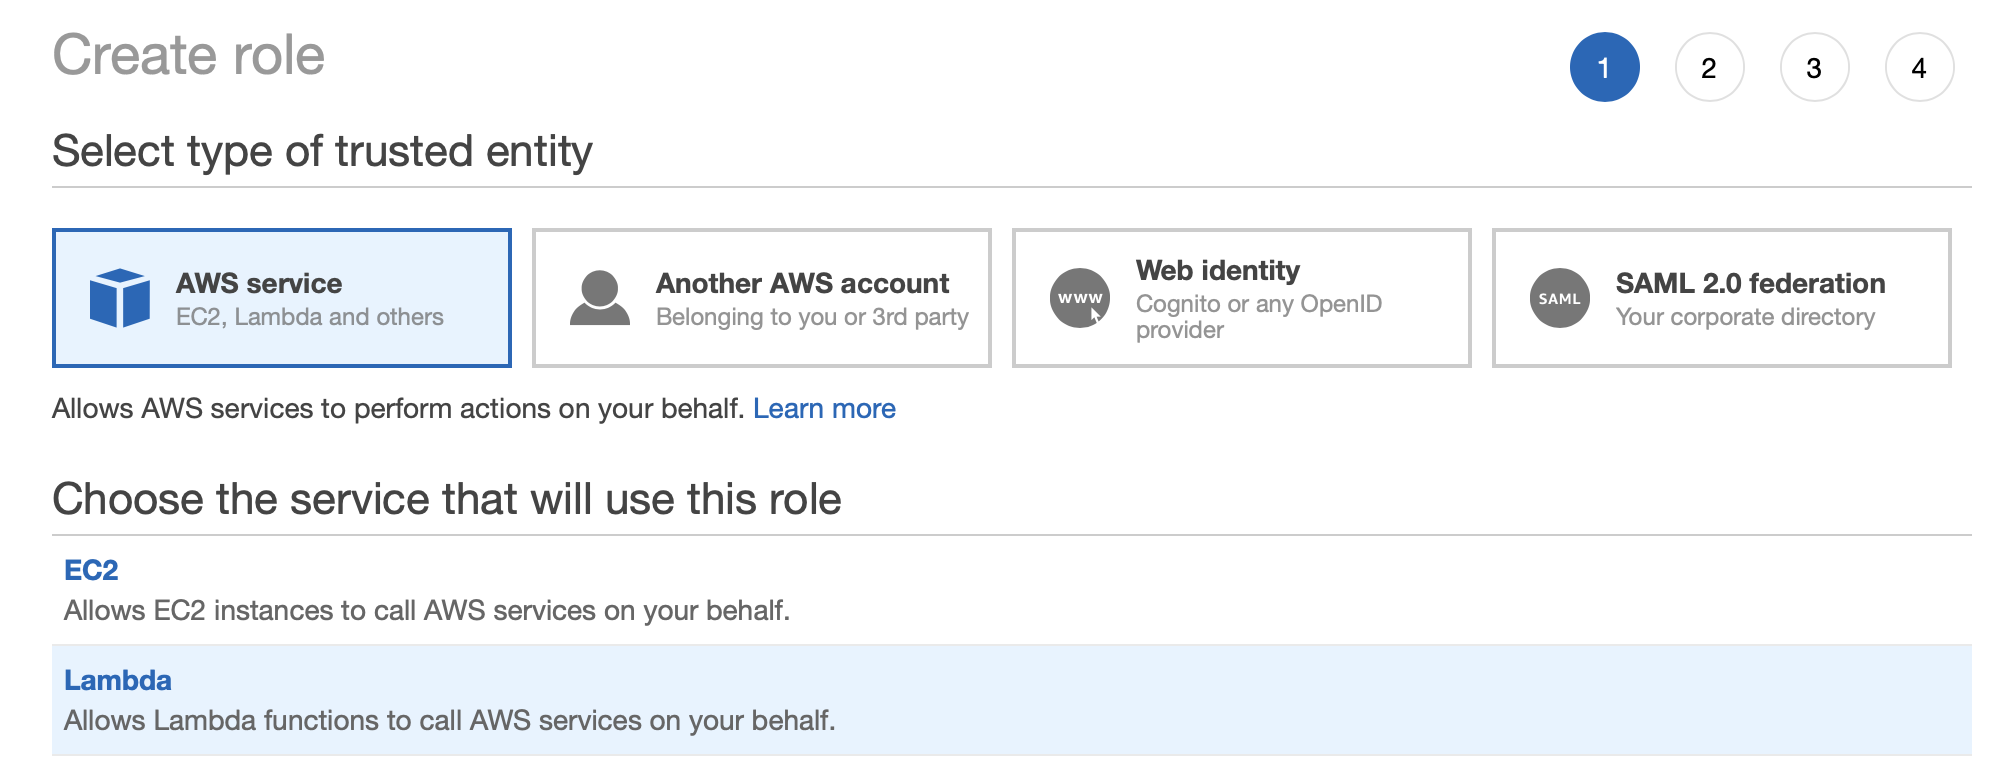 Create role
1 2 3 4
Select type of trusted entity
AWS service
EC2, Lambda and others
Another AWS account
Belonging to you or 3rd party
www
Web identity
Cognito or any OpenID
provider
SAML
SAML 2.0 federation
Your corporate directory
Allows AWS services to perform actions on your behalf. Learn more
Choose the service that will use this role
EC2
Allows EC2 instances to call AWS services on your behalf.
Lambda
Allows Lambda functions to call AWS services on your behalf.